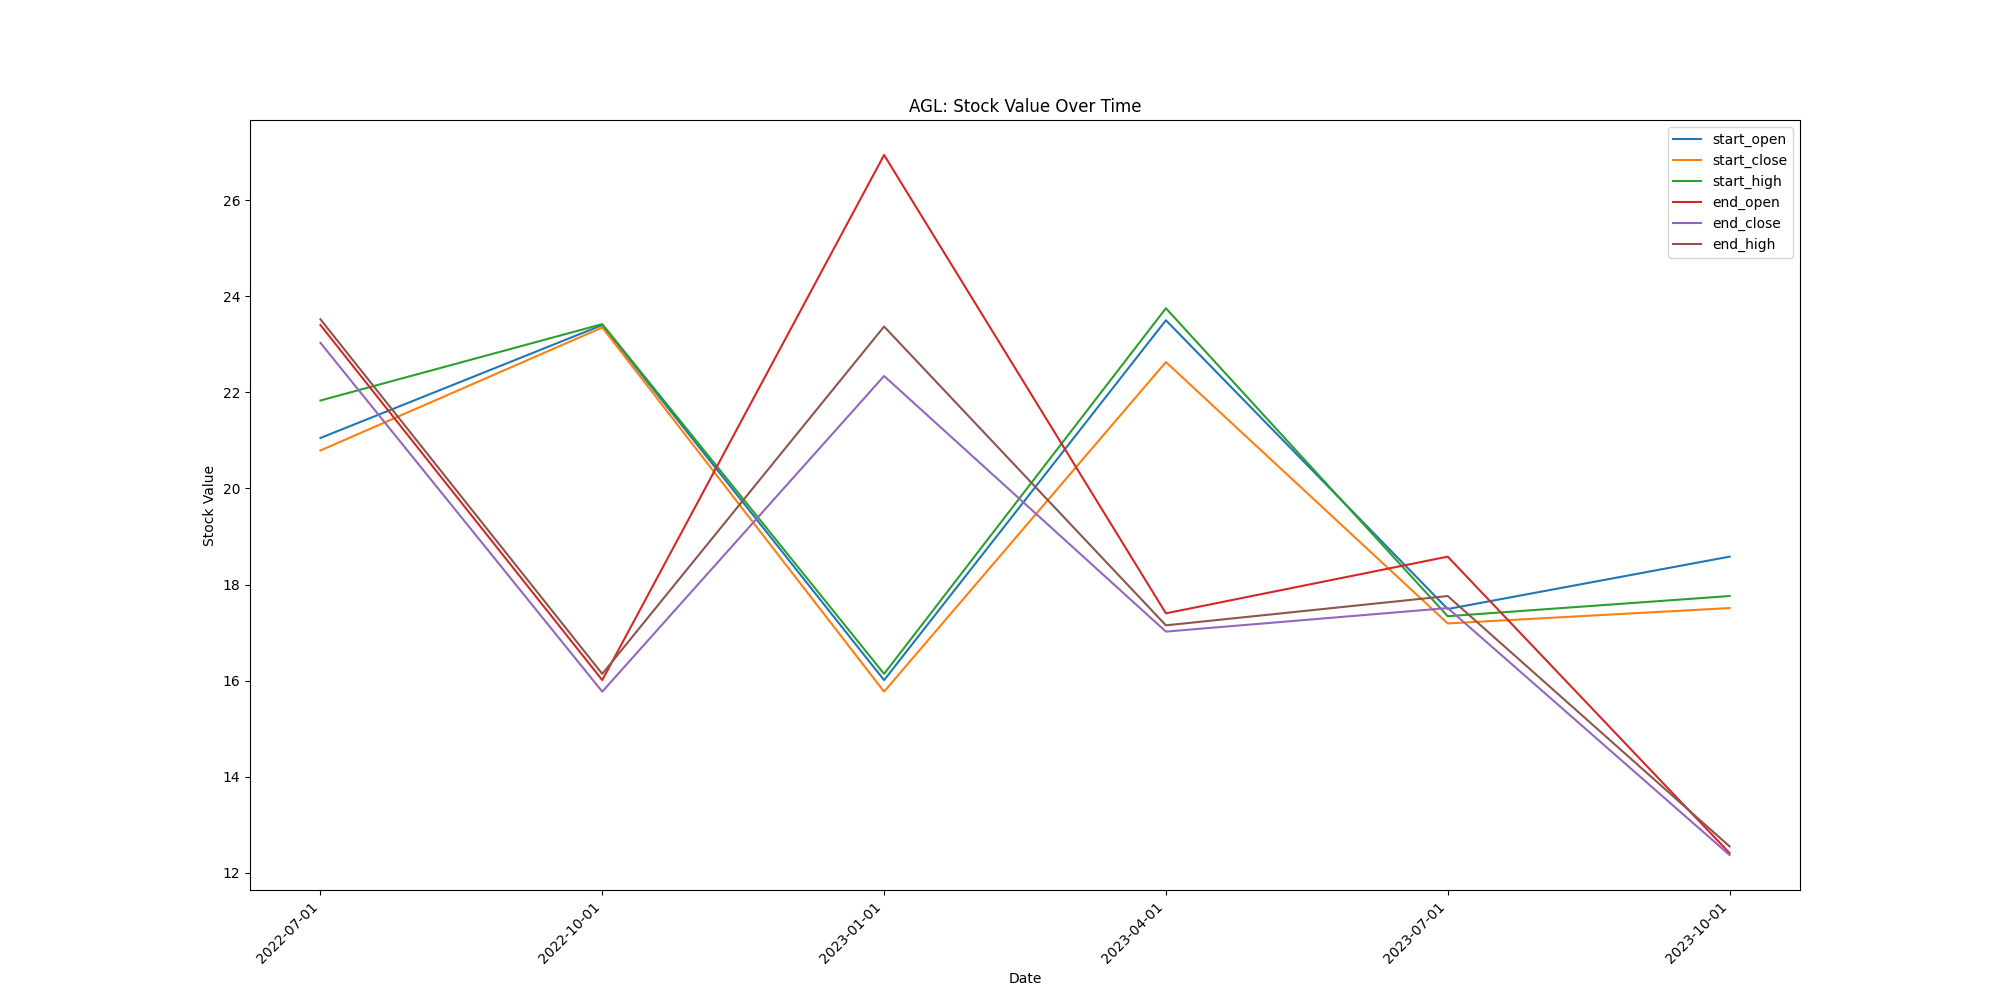 AGL: Stock Value Over Time
start_open
start_close
start_high
end_open
end_close
end_high
Stock Value
26
24
22
20
18
16
14
12
2022-07-01
2022-10-01
2023-01-01
2023-04-01
2023-07-01
2023-10-01
Date